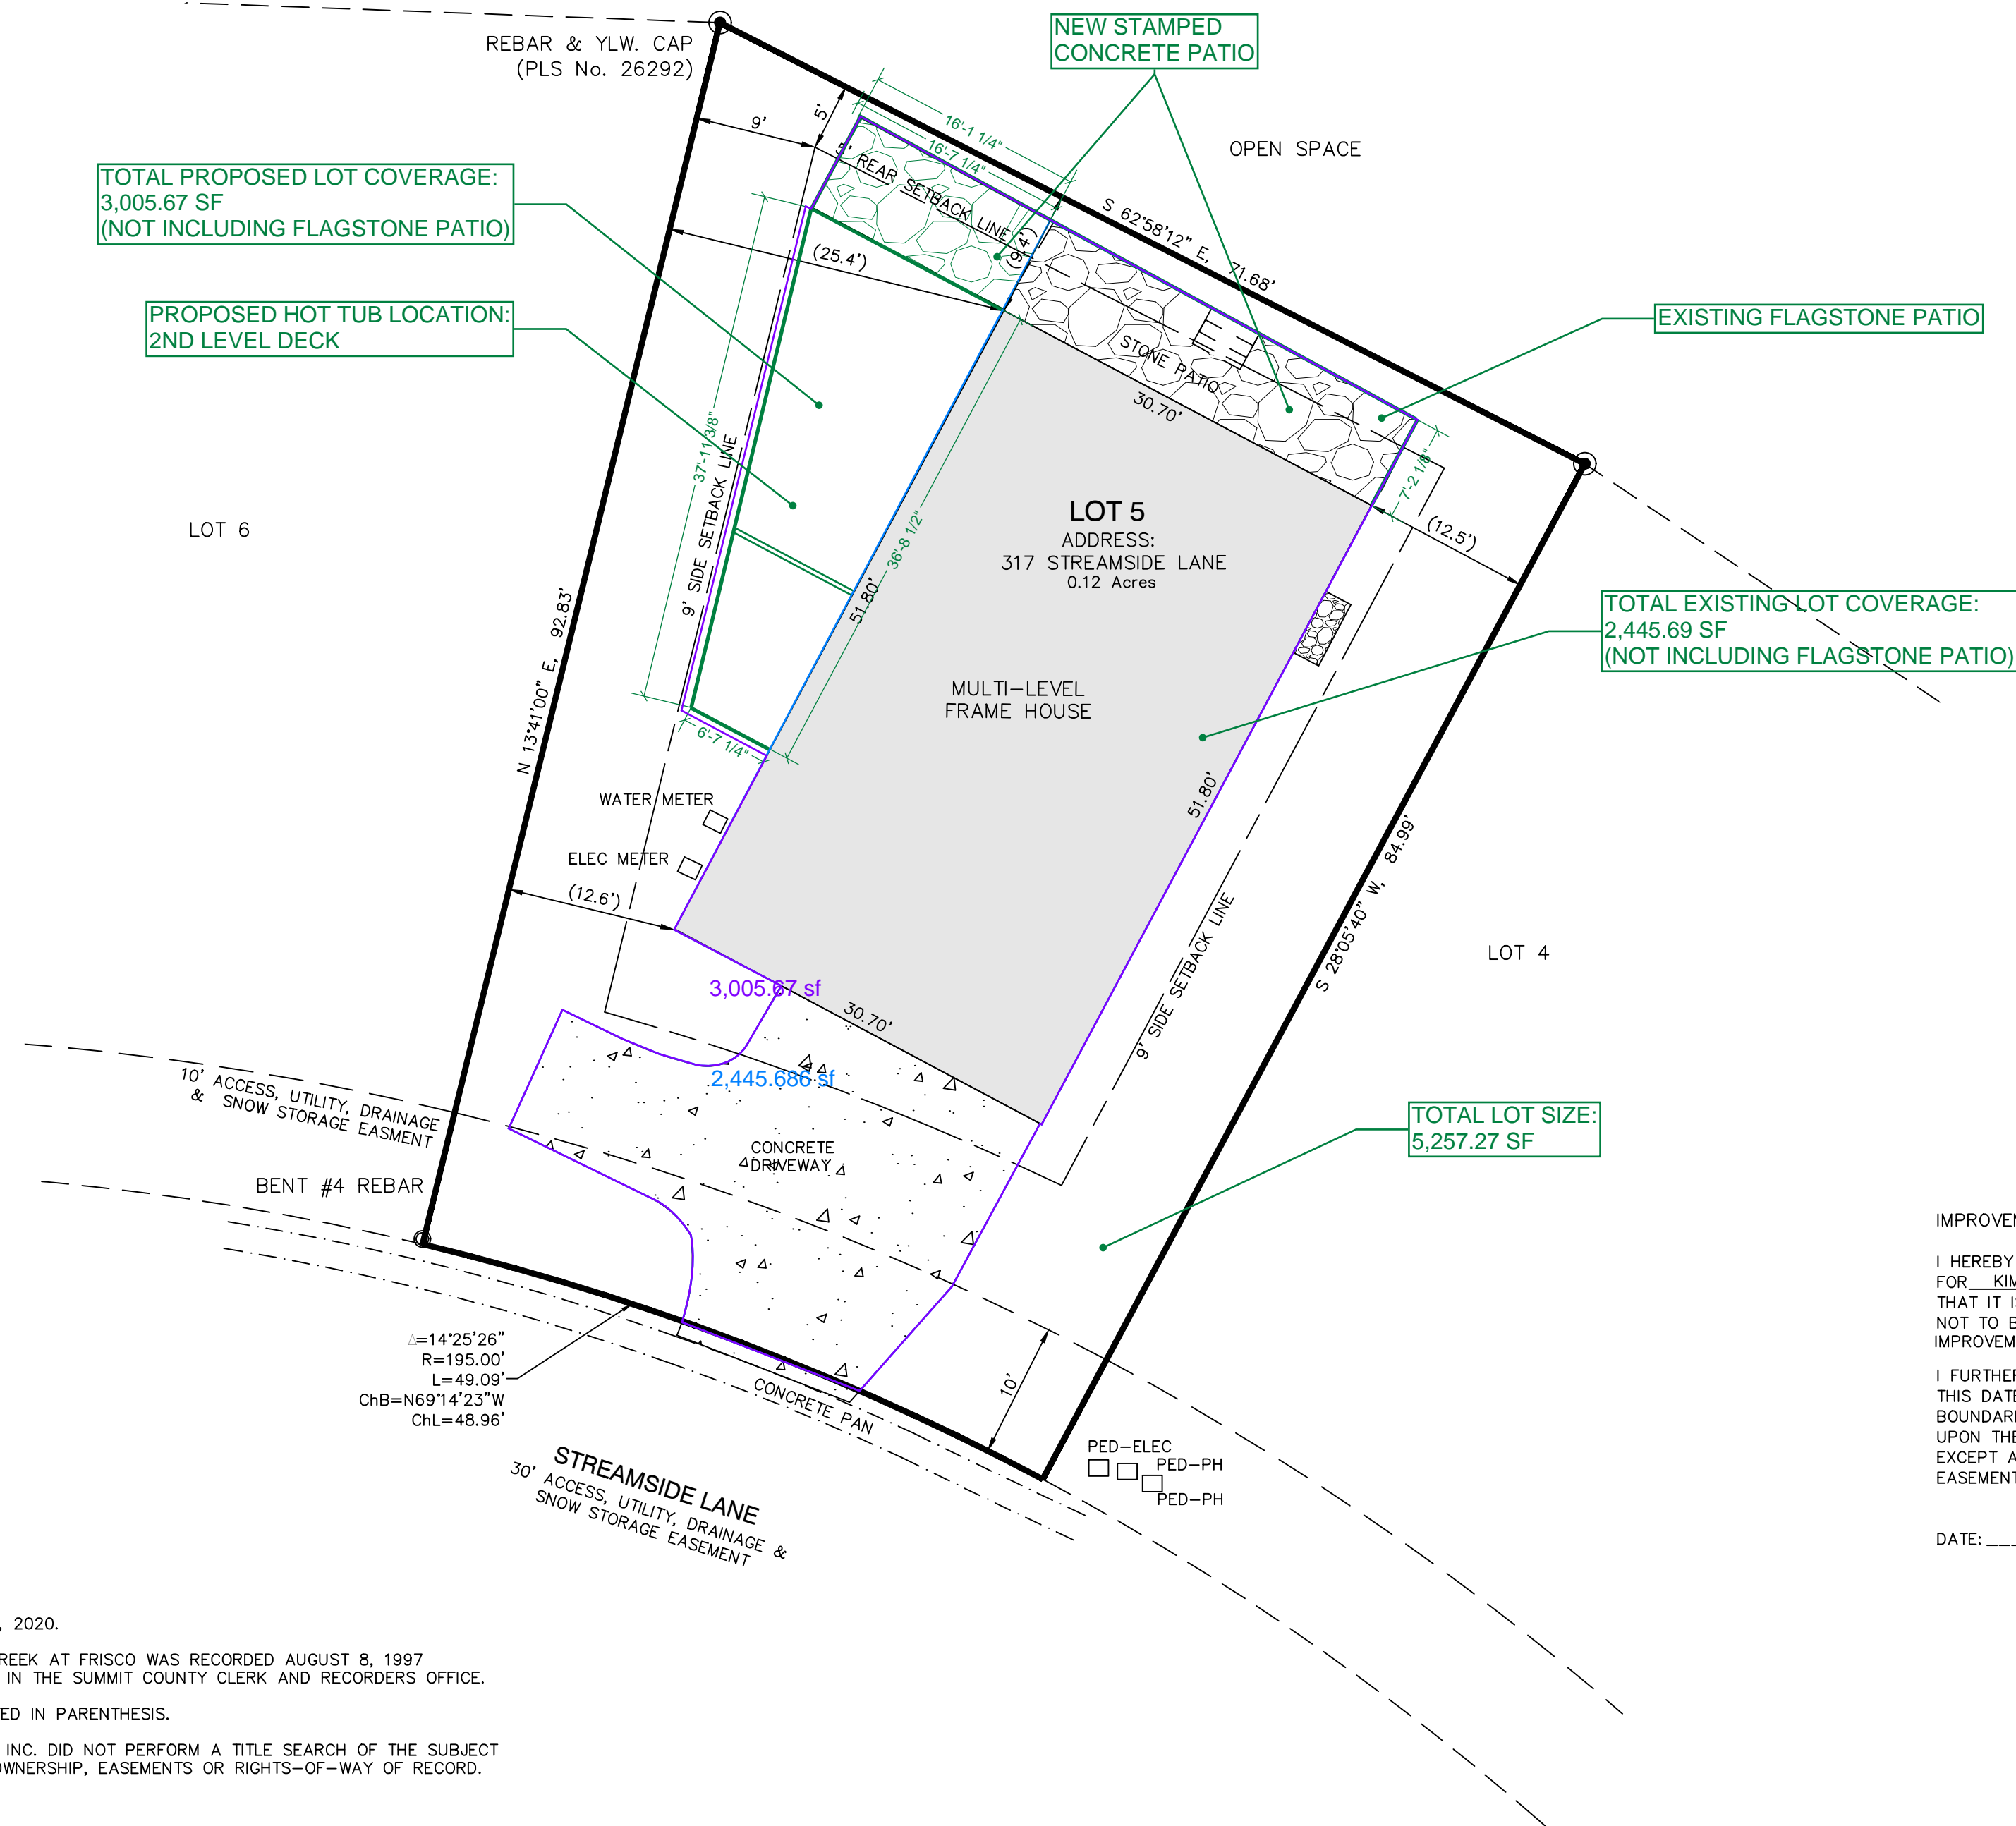 REBAR & YLW. CAP
(PLS No. 26292)
NEW STAMPED
CONCRETE PATIO
OPEN SPACE
9'
5'
16'-1 1/4"
16'-7 1/4"
5' REAR SETBACK LINE
S 62°58'12" E, 71.68'
TOTAL PROPOSED LOT COVERAGE:
3,005.67 SF
(NOT INCLUDING FLAGSTONE PATIO)
(25.4')
(9.4')
PROPOSED HOT TUB LOCATION:
2ND LEVEL DECK
EXISTING FLAGSTONE PATIO
STONE PATIO
30.70'
37'-11 3/8"
7'-2 1/8"
(12.5')
9' SIDE SETBACK LINE
LOT 6
LOT 5
ADDRESS:
317 STREAMSIDE LANE
0.12 Acres
36'-8 1/2"
51.80'
TOTAL EXISTING LOT COVERAGE:
2,445.69 SF
(NOT INCLUDING FLAGSTONE PATIO)
N 13°41'00" E, 92.83'
MULTI-LEVEL
FRAME HOUSE
6'-7 1/4"
WATER METER
ELEC METER
51.80'
S 28°05'40" W, 84.99'
(12.6')
LOT 4
9' SIDE SETBACK LINE
3,005.67 sf
30.70'
2,445.686 sf
10' ACCESS, UTILITY, DRAINAGE
& SNOW STORAGE EASMENT
CONCRETE
DRIVEWAY
TOTAL LOT SIZE:
5,257.27 SF
BENT #4 REBAR
Δ=14°25'26"
R=195.00'
L=49.09'
ChB=N69°14'23"W
ChL=48.96'
CONCRETE PAN
10'
PED-ELEC
PED-PH
PED-PH
STREAMSIDE LANE
30' ACCESS, UTILITY, DRAINAGE &
SNOW STORAGE EASEMENT
I HEREBY
FOR
THAT IT
NOT TO
I
THIS DATE
UPON THE
EXCEPT
DATE:
, 2020.
AT FRISCO WAS RECORDED AUGUST 8, 1997
IN THE SUMMIT COUNTY CLERK AND RECORDERS OFFICE.
IN PARENTHESIS.
INC. DID NOT PERFORM A TITLE SEARCH OF THE SUBJECT
OWNERSHIP, EASEMENTS OR RIGHTS-OF-WAY OF RECORD.